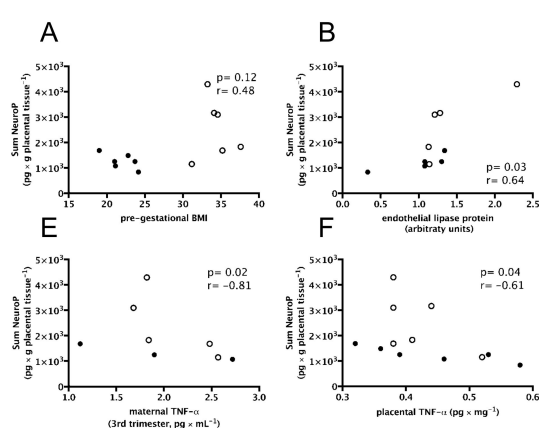 A
Sum NeuroP
(pg × g placental tissue⁻¹)
5×10³
4×10³
3×10³
2×10³
1×10³
0
p= 0.12
r= 0.48
15 20 25 30 35 40
pre-gestational BMI
B
Sum NeuroP
(pg × g placental tissue⁻¹)
5×10³
4×10³
3×10³
2×10³
1×10³
0
p= 0.03
r= 0.64
0.0 0.5 1.0 1.5 2.0 2.5
endothelial lipase protein
(arbitraty units)
E
Sum NeuroP
(pg × g placental tissue⁻¹)
5×10³
4×10³
3×10³
2×10³
1×10³
0
p= 0.02
r= −0.81
1.0 1.5 2.0 2.5 3.0
maternal TNF-α
(3rd trimester, pg × mL⁻¹)
F
Sum NeuroP
(pg × g placental tissue⁻¹)
5×10³
4×10³
3×10³
2×10³
1×10³
0
p= 0.04
r= −0.61
0.3 0.4 0.5 0.6
placental TNF-α (pg × mg⁻¹)